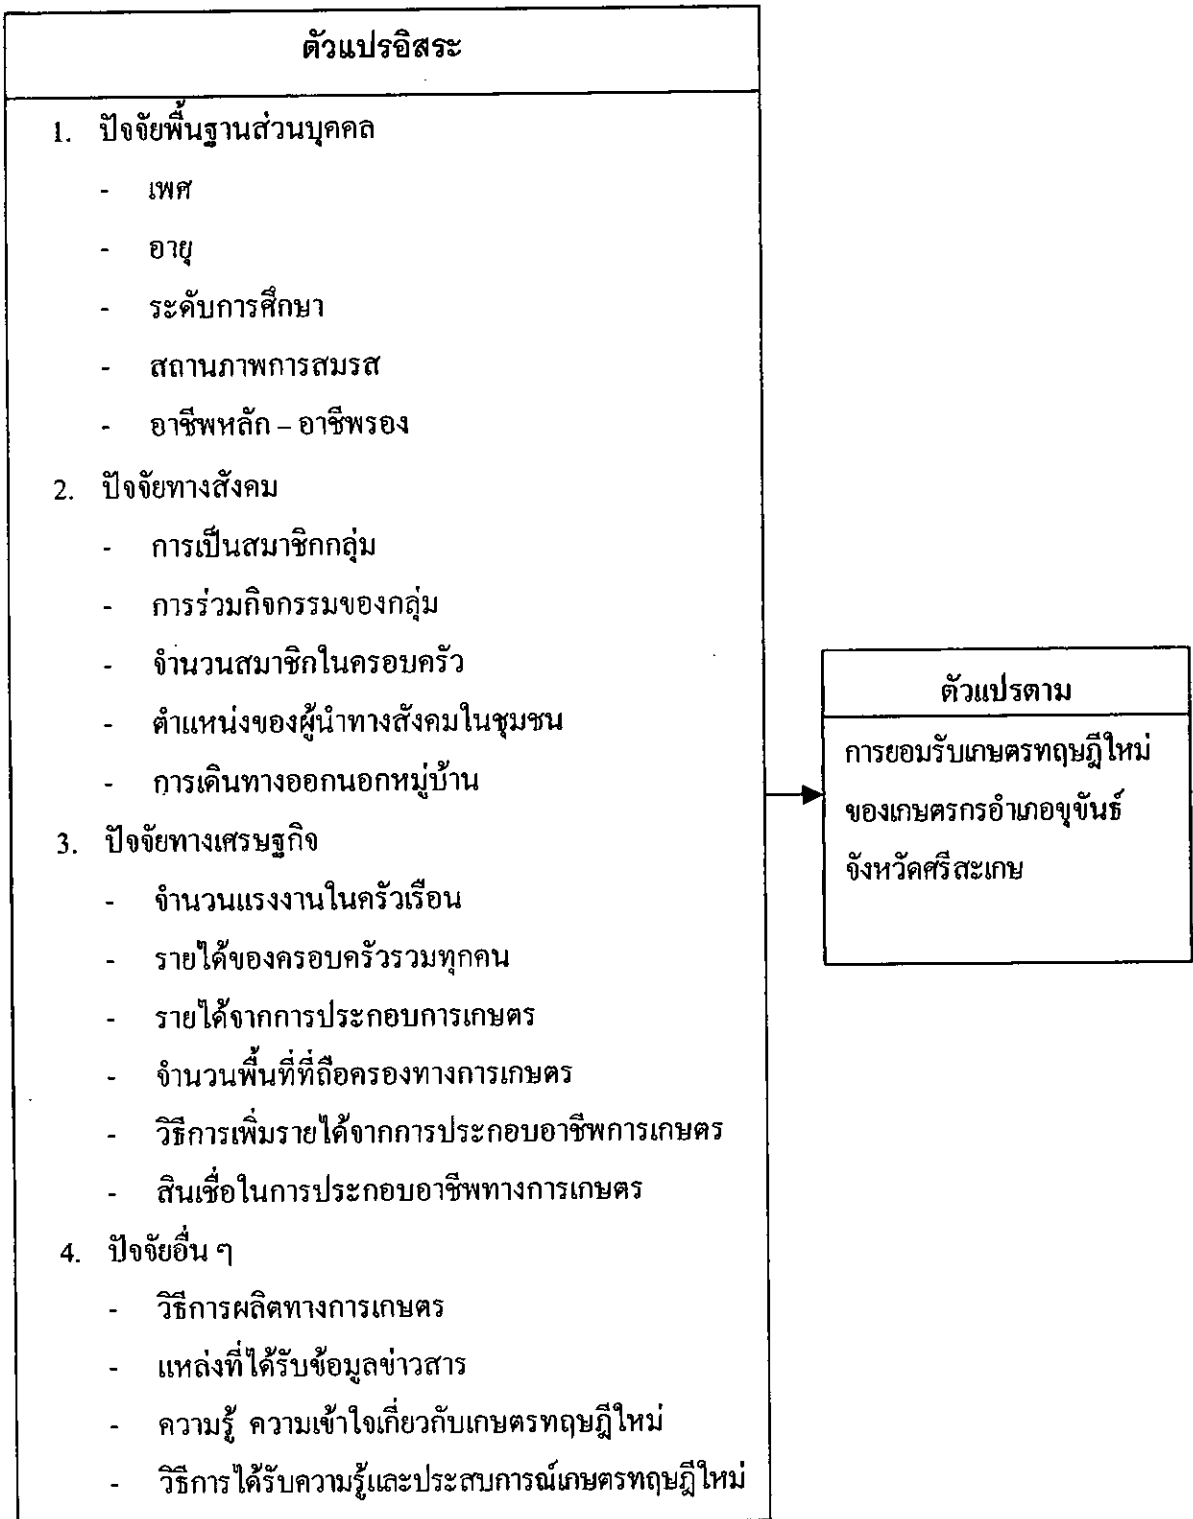 ตัวแปรอิสระ
1. ปัจจัยพื้นฐานส่วนบุคคล
- เพศ
- อายุ
- ระดับการศึกษา
- สถานภาพการสมรส
- อาชีพหลัก – อาชีพรอง
2. ปัจจัยทางสังคม
- การเป็นสมาชิกกลุ่ม
- การร่วมกิจกรรมของกลุ่ม
- จำนวนสมาชิกในครอบครัว
- ตำแหน่งของผู้นำทางสังคมในชุมชน
- การเดินทางออกนอกหมู่บ้าน
3. ปัจจัยทางเศรษฐกิจ
- จำนวนแรงงานในครัวเรือน
- รายได้ของครอบครัวรวมทุกคน
- รายได้จากการประกอบการเกษตร
- จำนวนพื้นที่ที่ถือครองทางการเกษตร
- วิธีการเพิ่มรายได้จากการประกอบอาชีพการเกษตร
- สินเชื่อในการประกอบอาชีพทางการเกษตร
4. ปัจจัยอื่น ๆ
- วิธีการผลิตทางการเกษตร
- แหล่งที่ได้รับข้อมูลข่าวสาร
- ความรู้ ความเข้าใจเกี่ยวกับเกษตรทฤษฎีใหม่
- วิธีการได้รับความรู้และประสบการณ์เกษตรทฤษฎีใหม่
ตัวแปรตาม
การยอมรับเกษตรทฤษฎีใหม่
ของเกษตรกรอำเภอขุขันธ์
จังหวัดศรีสะเกษ